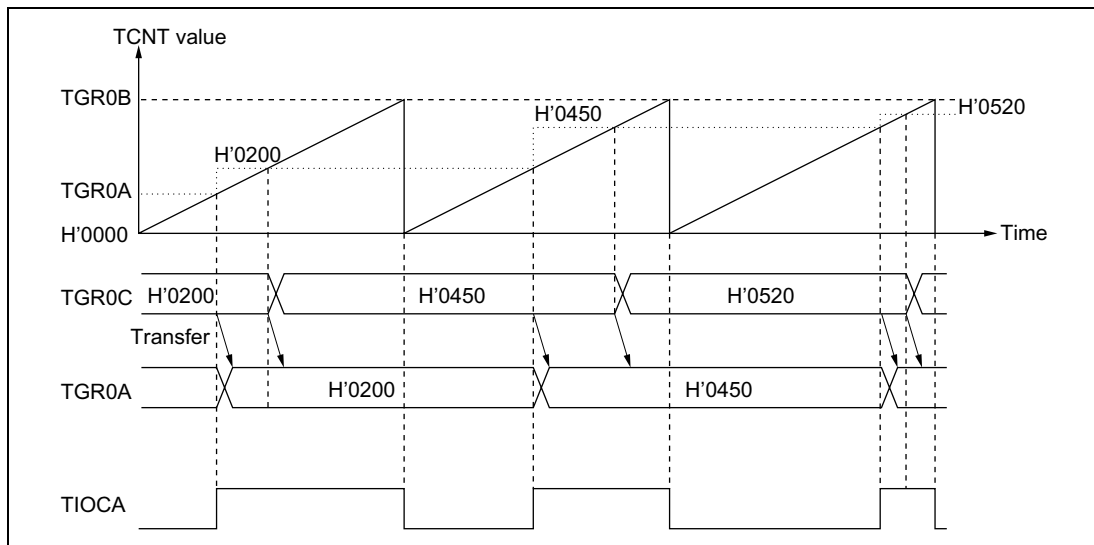 TCNT value
TGR0B
H'0520
H'0450
H'0200
TGR0A
H'0000
Time
H'0200
TGR0C
H'0450
H'0520
Transfer
TGR0A
H'0200
H'0450
TIOCA